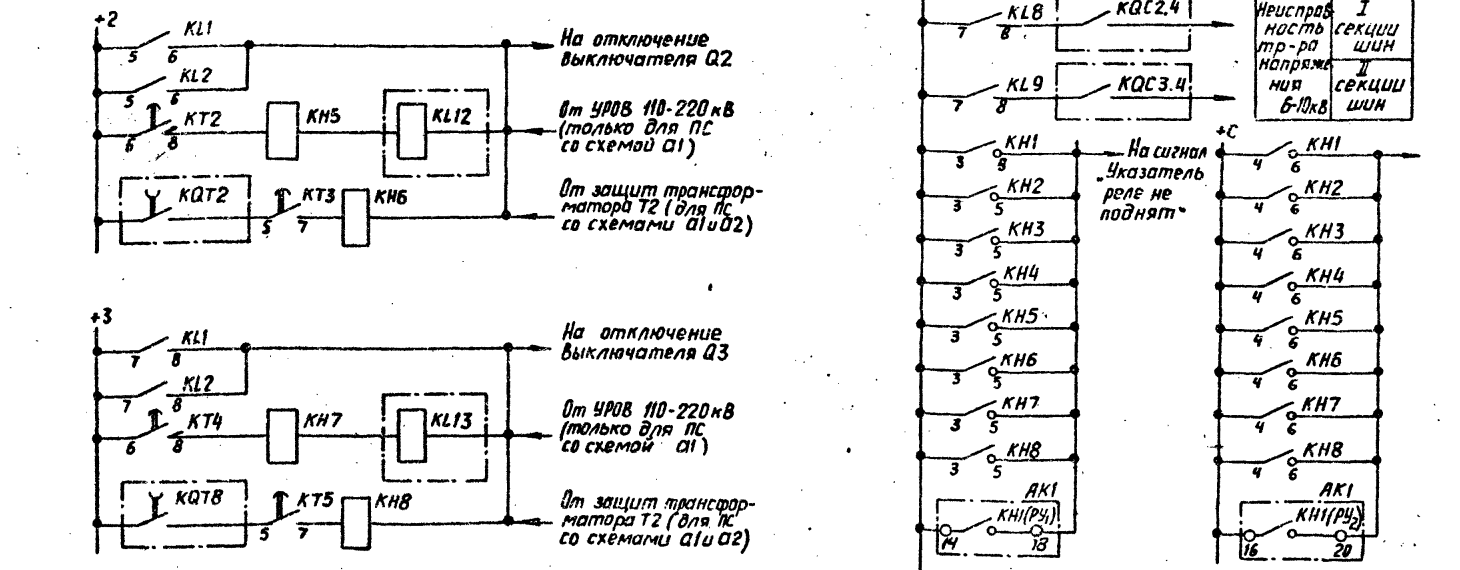 +2
KL1
5 6
На отключение
выключателя Q2
KL2
5 6
KT2
6 8
KH5
KL12
От УРОВ 110-220 кВ
(только для ПС
со схемой а1)
KQT2
KT3
5 7
KH6
От защит трансфор-
матора Т2 (для ПС
со схемами а1 и а2)
+3
KL1
7 8
На отключение
выключателя Q3
KL2
7 8
KT4
6 8
KH7
KL13
От УРОВ 110-220 кВ
(только для ПС
со схемой а1)
KQT8
KT5
5 7
KH8
От защит трансфор-
матора Т2 (для ПС
со схемами а1 и а2)
KL8
7 8
KQC2.4
KL9
7 8
KQC3.4
Неисправ-
ность
тр-ра
напряже
ния
6-10кВ
I
секции
шин
II
секции
шин
KH1
3 9
На сигнал
„Указатель
реле не
поднят"
KH2
3 5
KH3
3 5
KH4
3 5
KH5
3 5
KH6
3 5
KH7
3 5
KH8
3 5
АК1
KH1(РУ1)
14 18
+С
KH1
4 6
KH2
4 6
KH3
4 6
KH4
4 6
KH5
4 6
KH6
4 6
KH7
4 6
KH8
4 6
АК1
KH1(РУ2)
16 20